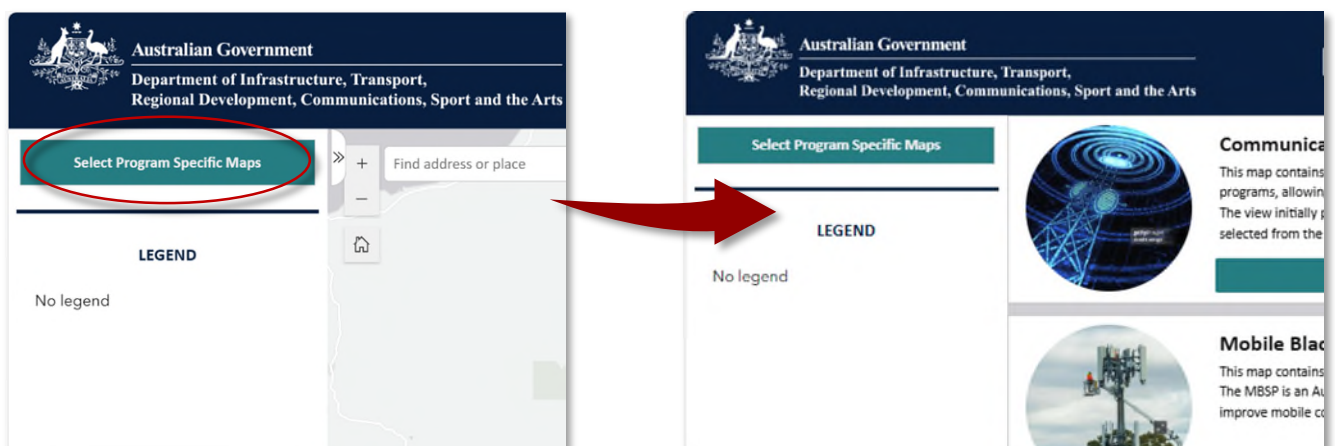 Australian Government
Department of Infrastructure, Transport,
Regional Development, Communications, Sport and the Arts
Select Program Specific Maps
Find address or place
LEGEND
No legend
Australian Government
Department of Infrastructure, Transport,
Regional Development, Communications, Sport and the Arts
Select Program Specific Maps
LEGEND
No legend
Communica
This map contains
programs, allowin
The view initially p
selected from the
Mobile Blac
This map contains
The MBSP is an Au
improve mobile co